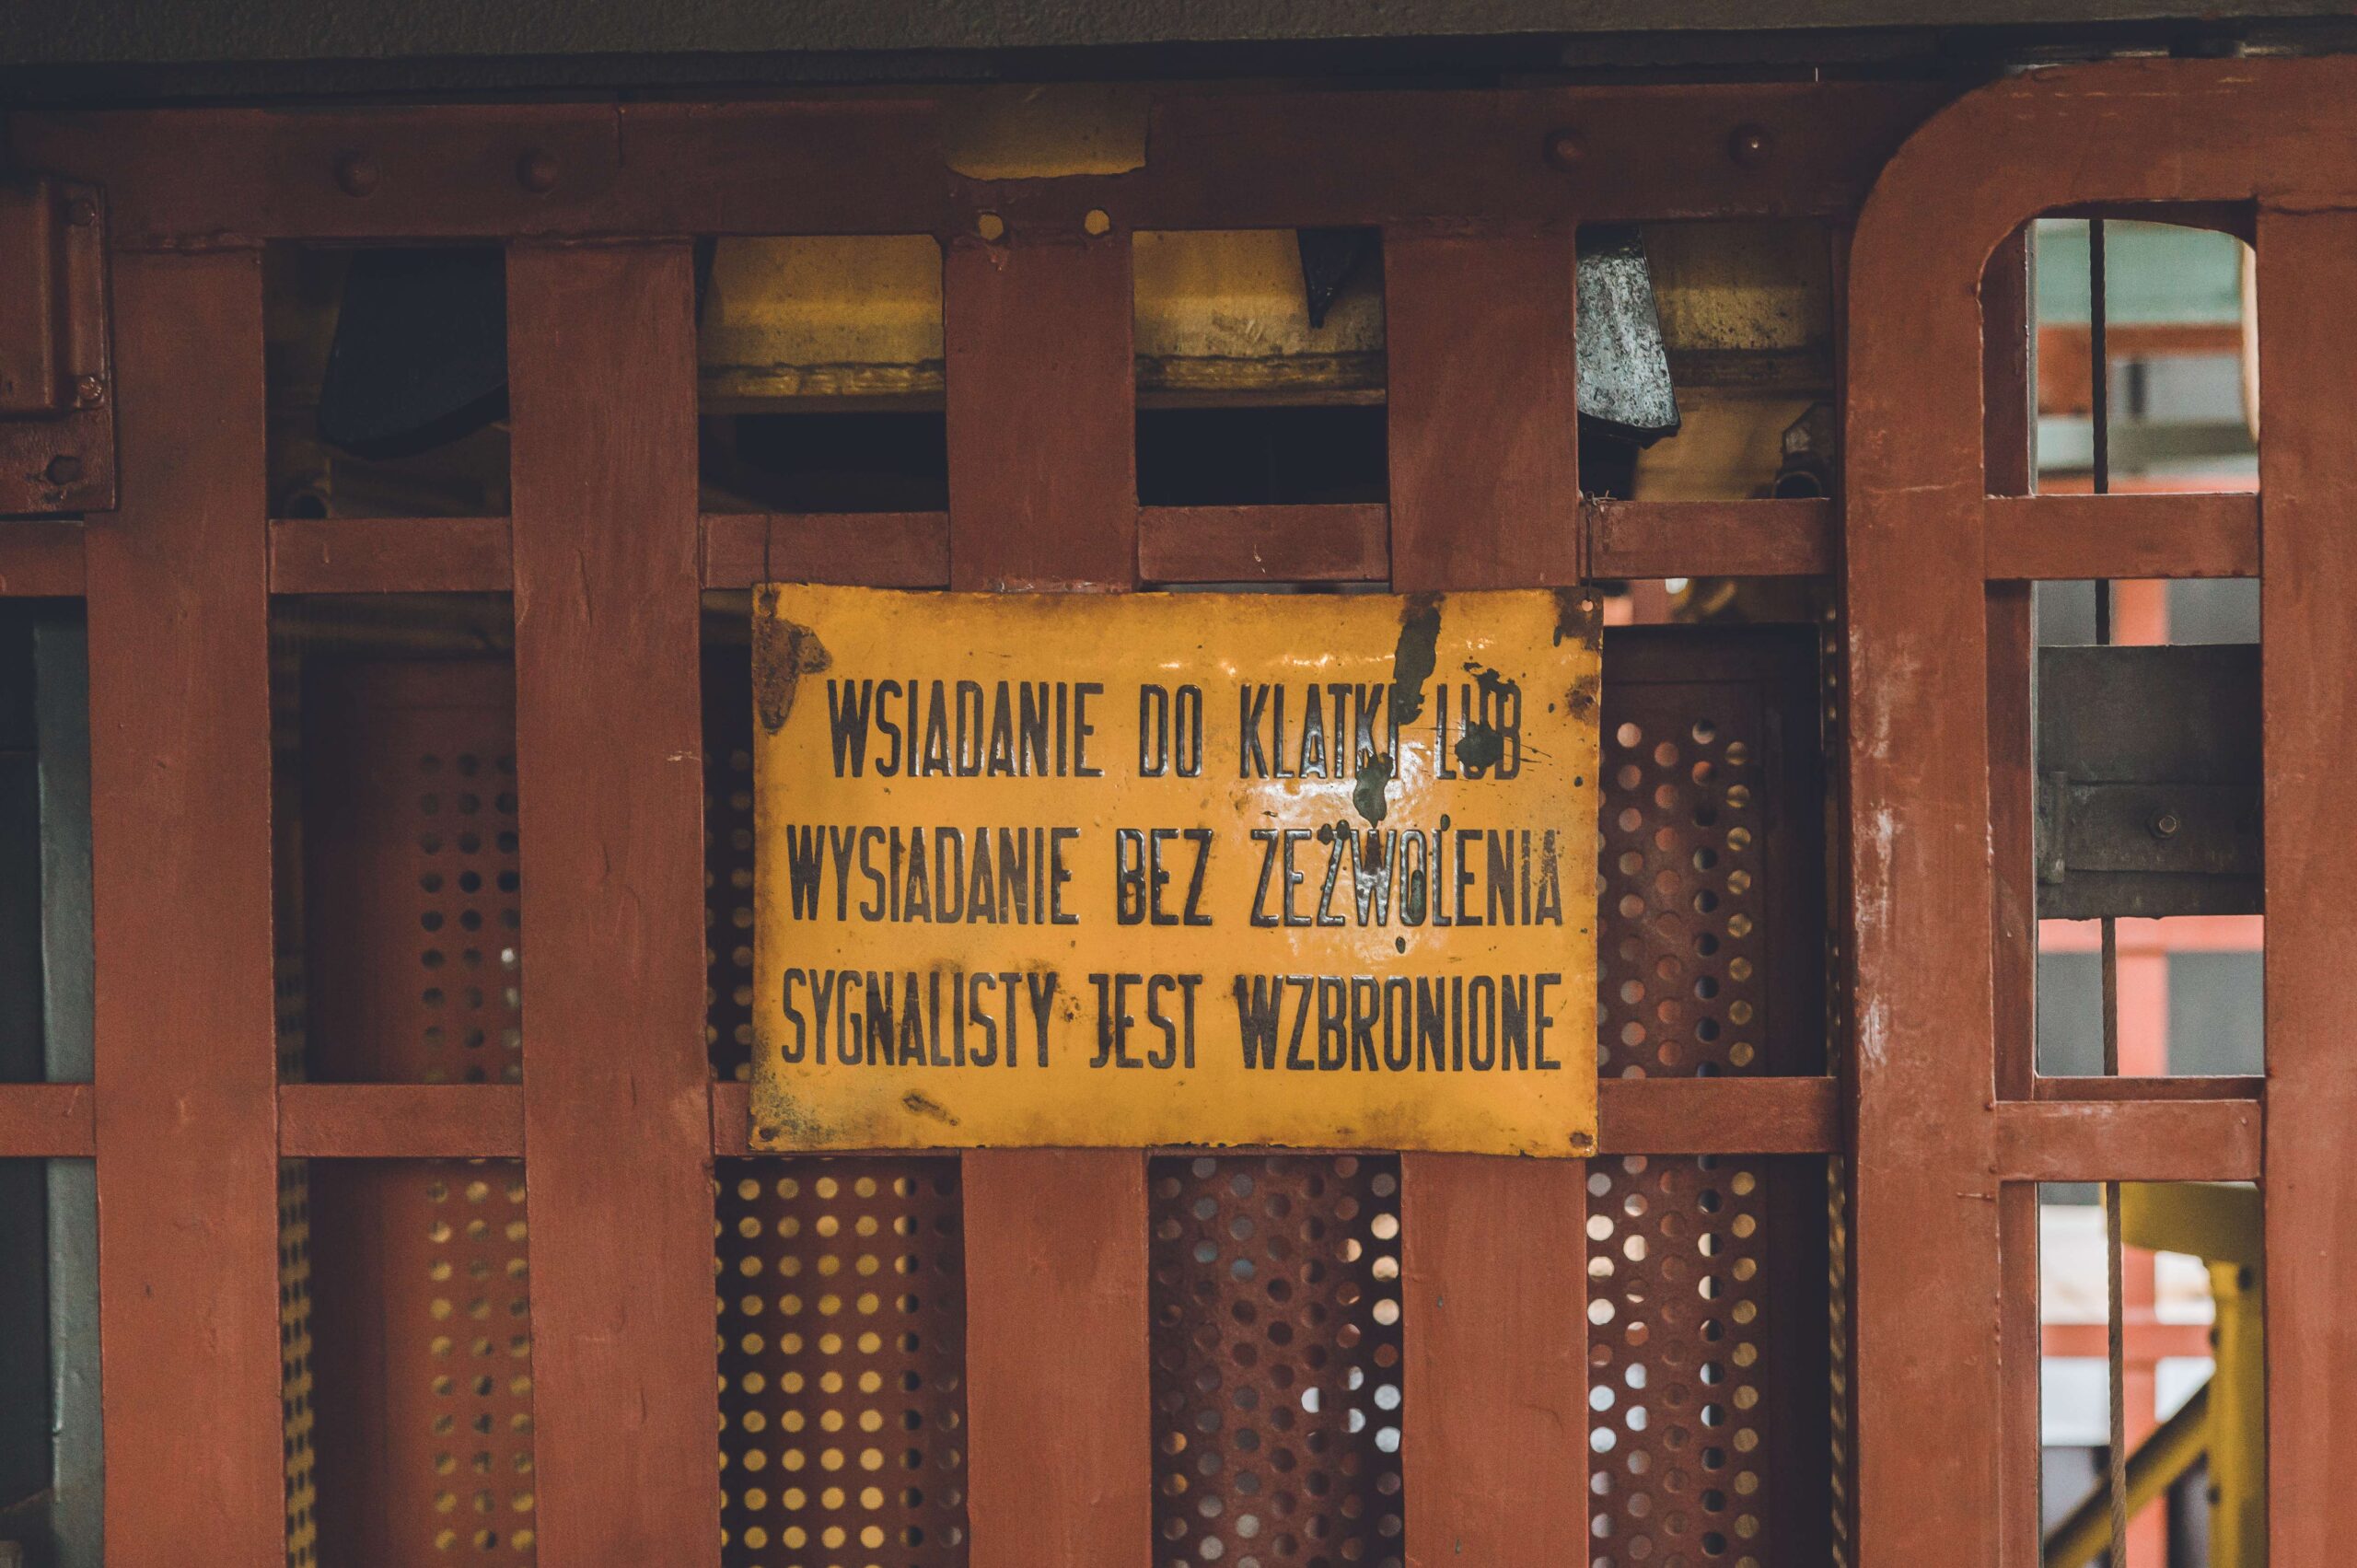 WSIADANIE DO KLATKI LUB
WYSIADANIE BEZ ZEZWOLENIA
SYGNALISTY JEST WZBRONIONE